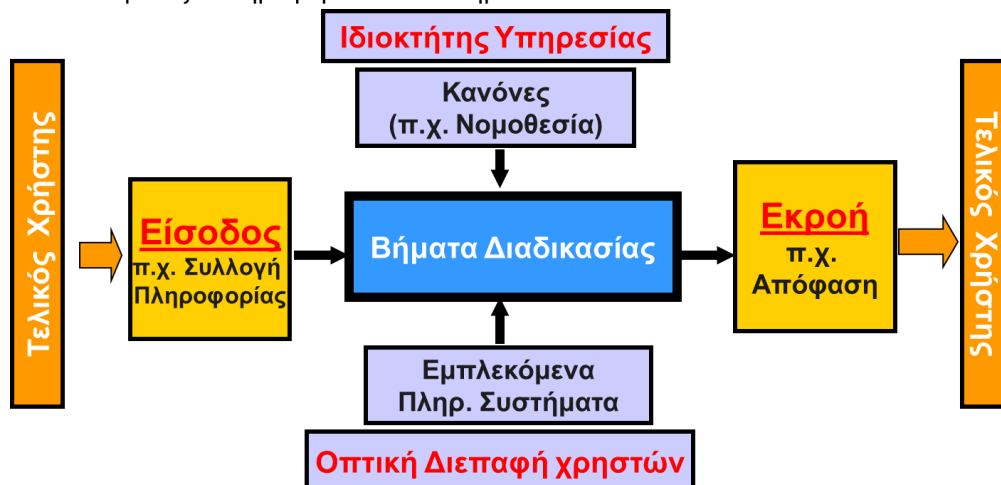 Ιδιοκτήτης Υπηρεσίας
Κανόνες
(π.χ. Νομοθεσία)
Τελικός Χρήστης
Είσοδος
π.χ. Συλλογή
Πληροφορίας
Βήματα Διαδικασίας
Εκροή
π.χ.
Απόφαση
Τελικός Χρήστης
Εμπλεκόμενα
Πληρ. Συστήματα
Οπτική Διεπαφή χρηστών